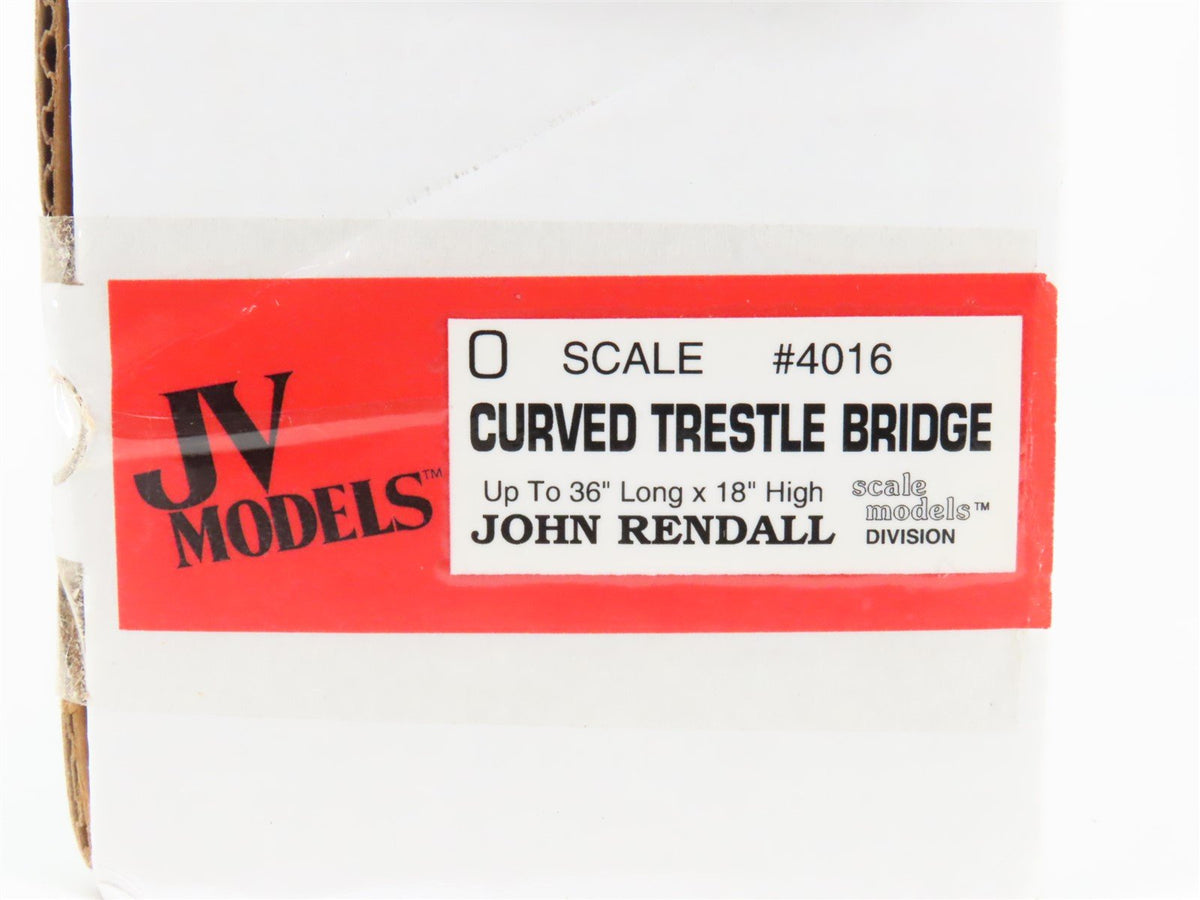 JV
MODELS™
O SCALE #4016
CURVED TRESTLE BRIDGE
Up To 36" Long x 18" High
JOHN RENDALL
scale
models™
DIVISION